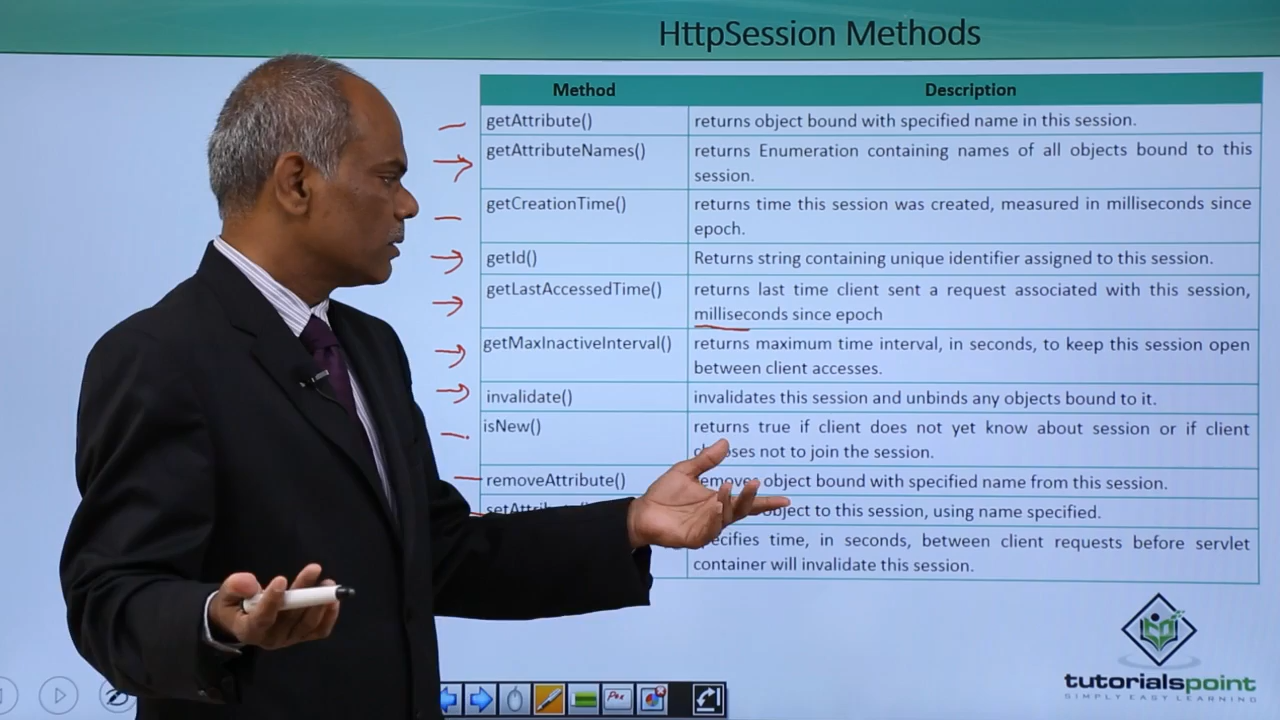 HttpSession Methods
Method Description
getAttribute() returns object bound with specified name in this session.
getAttributeNames() returns Enumeration containing names of all objects bound to this
session.
getCreationTime() returns time this session was created, measured in milliseconds since
epoch.
getId() Returns string containing unique identifier assigned to this session.
getLastAccessedTime() returns last time client sent a request associated with this session,
milliseconds since epoch
getMaxInactiveInterval() returns maximum time interval, in seconds, to keep this session open
between client accesses.
invalidate() invalidates this session and unbinds any objects bound to it.
isNew() returns true if client does not yet know about session or if client
not to join the session.
removeAttribute() object bound with specified name from this session.
to this session, using name specified.
time, in seconds, between client requests before servlet
container will invalidate this session.
tutorialspoint
SIMPLY EASY LEARNING